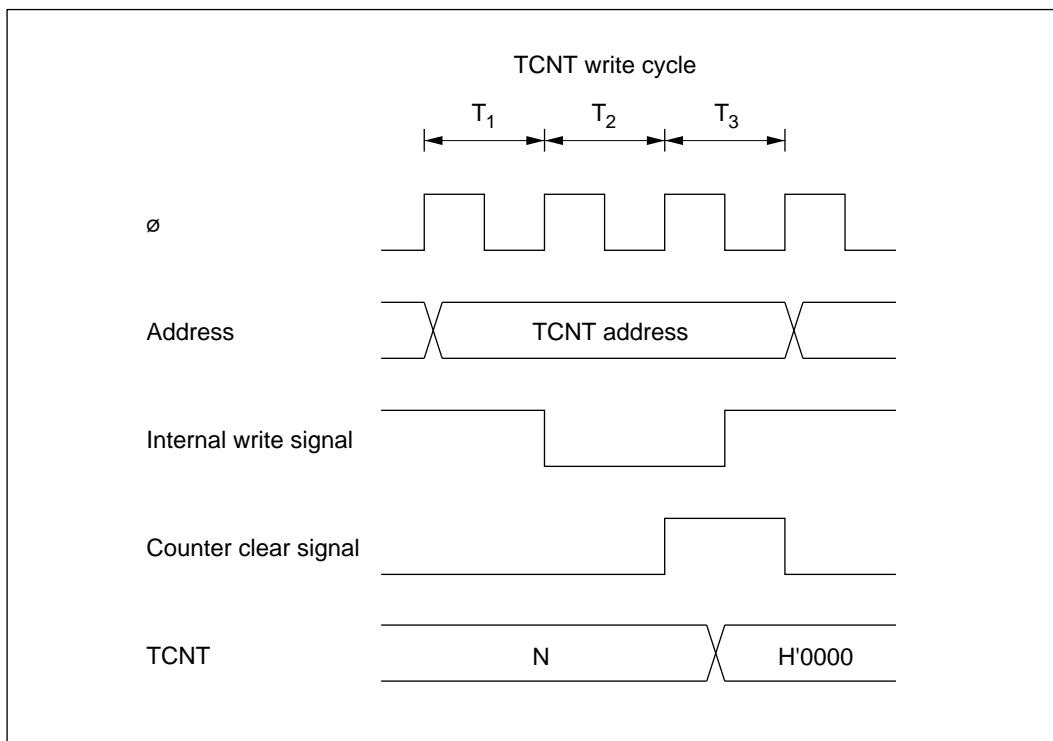 TCNT write cycle
T1 T2 T3
ø
Address TCNT address
Internal write signal
Counter clear signal
TCNT N H'0000